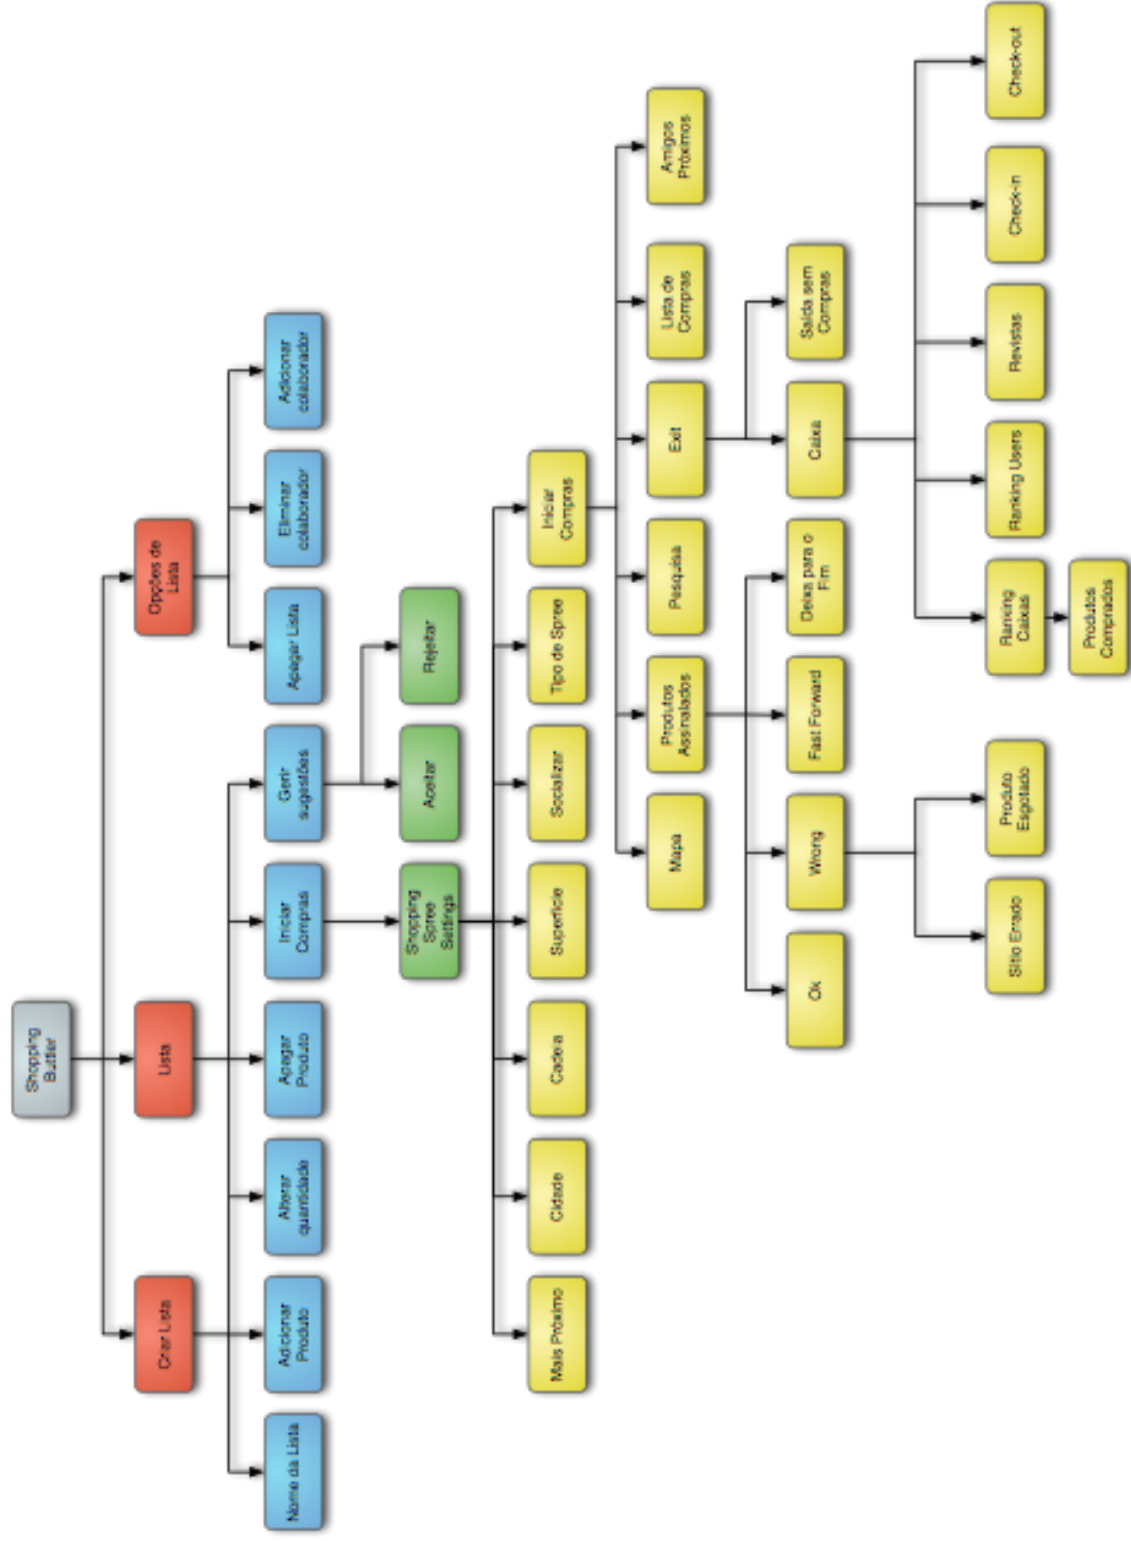 Shopping
Buttler
Criar Lista
Lista
Opções de
Lista
Nome da Lista
Adicionar
Produto
Alterar
quantidade
Apagar
Produto
Iniciar
Compras
Gerir
sugestões
Apagar Lista
Eliminar
colaborador
Adicionar
colaborador
Shopping
Spree
Settings
Aceitar
Rejeitar
Mais Próximo
Cidade
Cadeia
Superfície
Socializar
Tipo de Spree
Iniciar
Compras
Mapa
Produtos
Assinalados
Pesquisa
Exit
Lista de
Compras
Amigos
Próximos
Ok
Wrong
Fast Forward
Deixa para o
Fim
Caixa
Saída sem
Compras
Sítio Errado
Produto
Esgotado
Ranking
Caixas
Ranking Users
Revistas
Check-in
Check-out
Produtos
Comprados